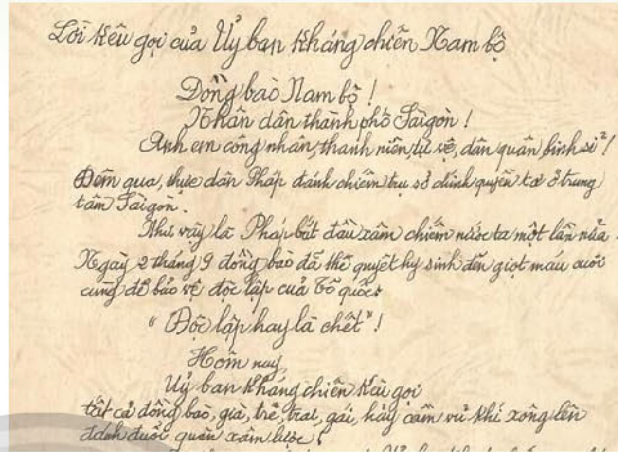 Lời kêu gọi của Uỷ ban kháng chiến Nam bộ
Đồng bào Nam bộ !
Nhân dân thành phố Sàigòn !
Anh em công nhân, thanh niên, tự vệ, dân quân, binh sĩ !
Đêm qua, thực dân Pháp đánh chiếm trụ sở chính quyền ta ở trung
tâm Saigon.
Như vậy là Pháp bắt đầu xâm chiếm nước ta một lần nữa.
Ngày 2 tháng 9 đồng bào đã thề quyết hy sinh đến giọt máu cuối
cùng để bảo vệ độc lập của Tổ quốc:
"Độc lập hay là chết" !
Hôm nay,
Uỷ ban kháng chiến kêu gọi
tất cả đồng bào, già, trẻ, trai, gái, hãy cầm vũ khí xông lên
đánh đuổi quân xâm lược.